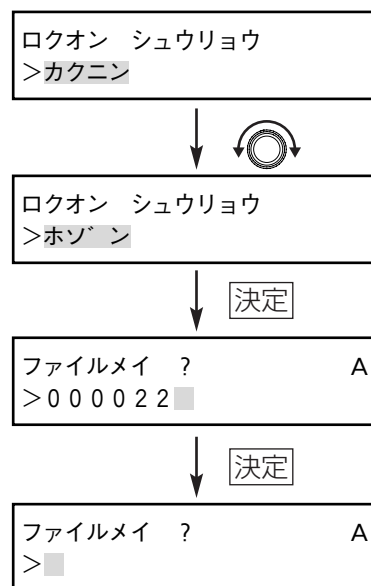 ロクオン　シュウリョウ
>カクニン
ロクオン　シュウリョウ
>ホゾン
決定
ファイルメイ　?　A
>000022
決定
ファイルメイ　?　A
>